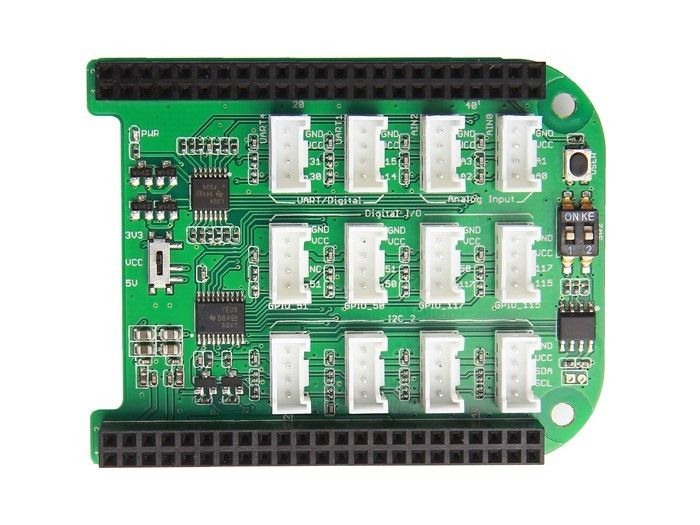 20
40
PWR
UART4
GND
VCC
31
30
UART1
GND
VCC
15
14
AIN2
GND
VCC
A3
A2
AIN0
GND
VCC
A1
A0
USER
UART/Digital
Analog Input
Digital I/O
ON KE
1 2
3V3
VCC
5V
GND
VCC
NC
51
GPIO_51
GND
VCC
51
50
GPIO_50
GND
VCC
50
117
GPIO_117
GND
VCC
117
115
GPIO_115
I2C_2
GND
VCC
SDA
SCL